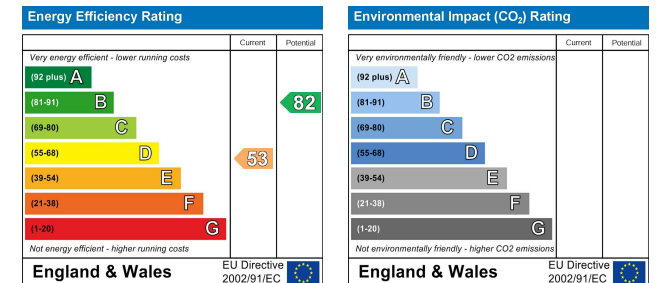 Energy Efficiency Rating
Current Potential
Very energy efficient - lower running costs
(92 plus) A
(81-91) B
82
(69-80) C
(55-68) D
53
(39-54) E
(21-38) F
(1-20) G
Not energy efficient - higher running costs
England & Wales
EU Directive
2002/91/EC
Environmental Impact (CO₂) Rating
Current Potential
Very environmentally friendly - lower CO2 emissions
(92 plus) A
(81-91) B
(69-80) C
(55-68) D
(39-54) E
(21-38) F
(1-20) G
Not environmentally friendly - higher CO2 emissions
England & Wales
EU Directive
2002/91/EC